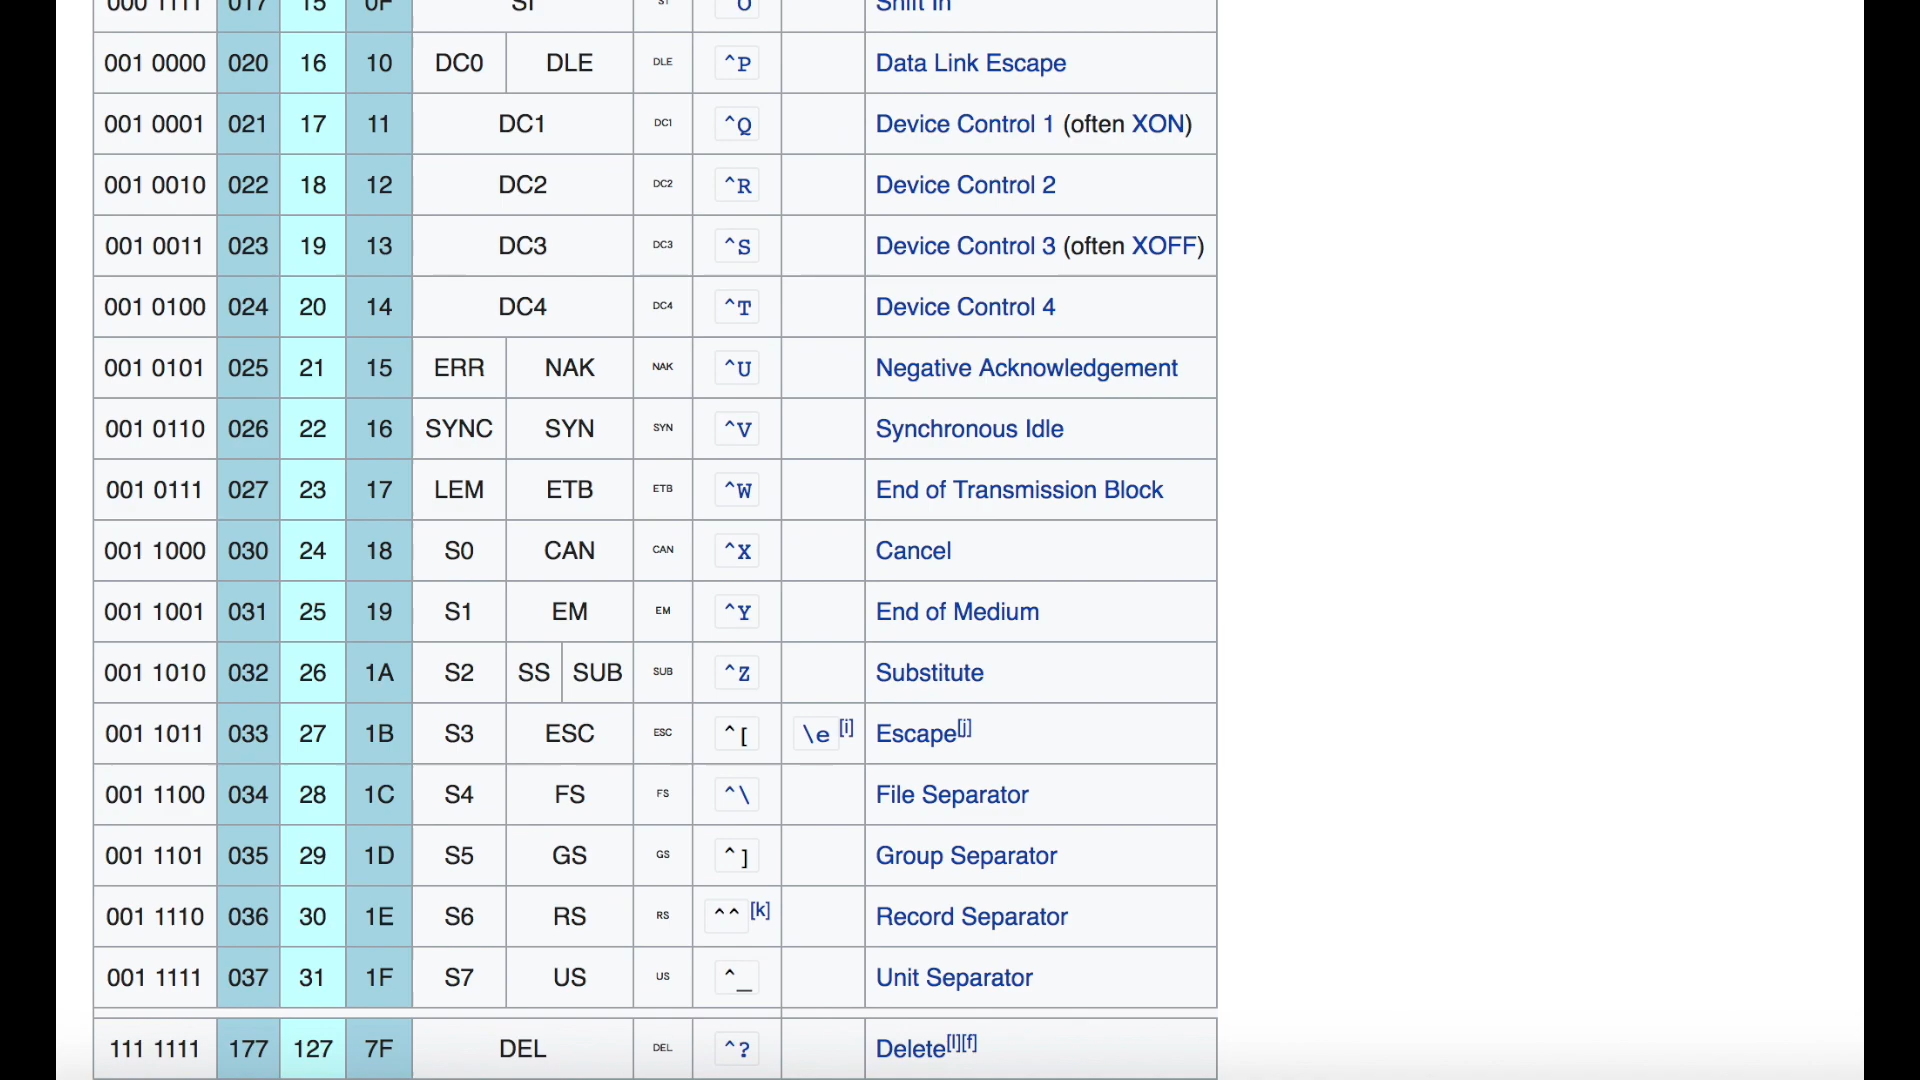 000 1111 017 15 0F SI SI ^O Shift In
001 0000 020 16 10 DC0 DLE DLE ^P Data Link Escape
001 0001 021 17 11 DC1 DC1 ^Q Device Control 1 (often XON)
001 0010 022 18 12 DC2 DC2 ^R Device Control 2
001 0011 023 19 13 DC3 DC3 ^S Device Control 3 (often XOFF)
001 0100 024 20 14 DC4 DC4 ^T Device Control 4
001 0101 025 21 15 ERR NAK NAK ^U Negative Acknowledgement
001 0110 026 22 16 SYNC SYN SYN ^V Synchronous Idle
001 0111 027 23 17 LEM ETB ETB ^W End of Transmission Block
001 1000 030 24 18 S0 CAN CAN ^X Cancel
001 1001 031 25 19 S1 EM EM ^Y End of Medium
001 1010 032 26 1A S2 SS SUB SUB ^Z Substitute
001 1011 033 27 1B S3 ESC ESC ^[ \e[i] Escape[j]
001 1100 034 28 1C S4 FS FS ^\ File Separator
001 1101 035 29 1D S5 GS GS ^] Group Separator
001 1110 036 30 1E S6 RS RS ^^[k] Record Separator
001 1111 037 31 1F S7 US US ^_ Unit Separator
111 1111 177 127 7F DEL DEL ^? Delete[l][f]